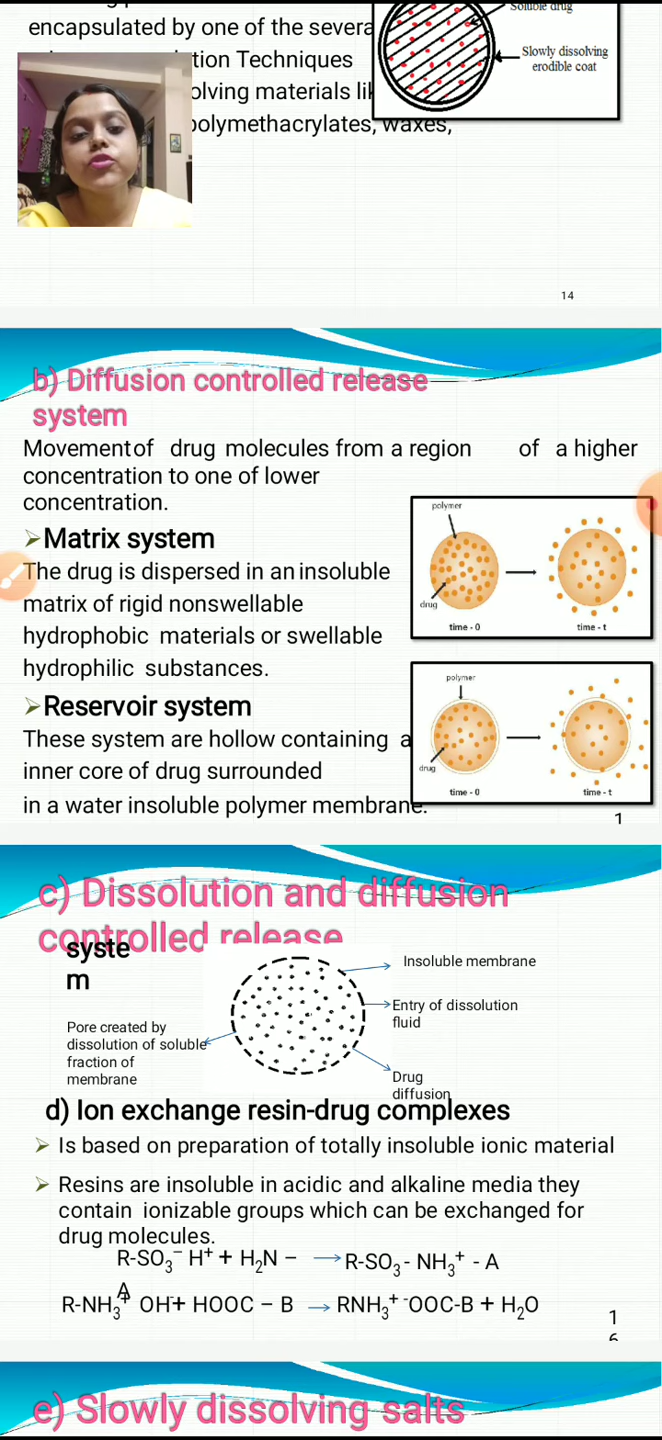 encapsulated by one of the severa
Soluble drug
tion Techniques
Slowly dissolving
erodible coat
olving materials lik
polymethacrylates, waxes,
14
b) Diffusion controlled release
system
Movement of drug molecules from a region of a higher
concentration to one of lower
concentration.
➢Matrix system
The drug is dispersed in an insoluble
matrix of rigid nonswellable
hydrophobic materials or swellable
hydrophilic substances.
polymer
drug
time - 0
time - t
➢Reservoir system
These system are hollow containing a
inner core of drug surrounded
in a water insoluble polymer membrane.
polymer
drug
time - 0
time - t
1
c) Dissolution and diffusion
controlled release
syste
m
Insoluble membrane
Entry of dissolution
fluid
Pore created by
dissolution of soluble
fraction of
membrane
Drug
diffusion
d) Ion exchange resin-drug complexes
➢ Is based on preparation of totally insoluble ionic material
➢ Resins are insoluble in acidic and alkaline media they
contain ionizable groups which can be exchanged for
drug molecules.
R-SO₃⁻ H⁺ + H₂N – → R-SO₃- NH₃⁺ - A
A
R-NH₃⁺ OH⁻+ HOOC – B → RNH₃⁺ ⁻OOC-B + H₂O
1
6
e) Slowly dissolving salts